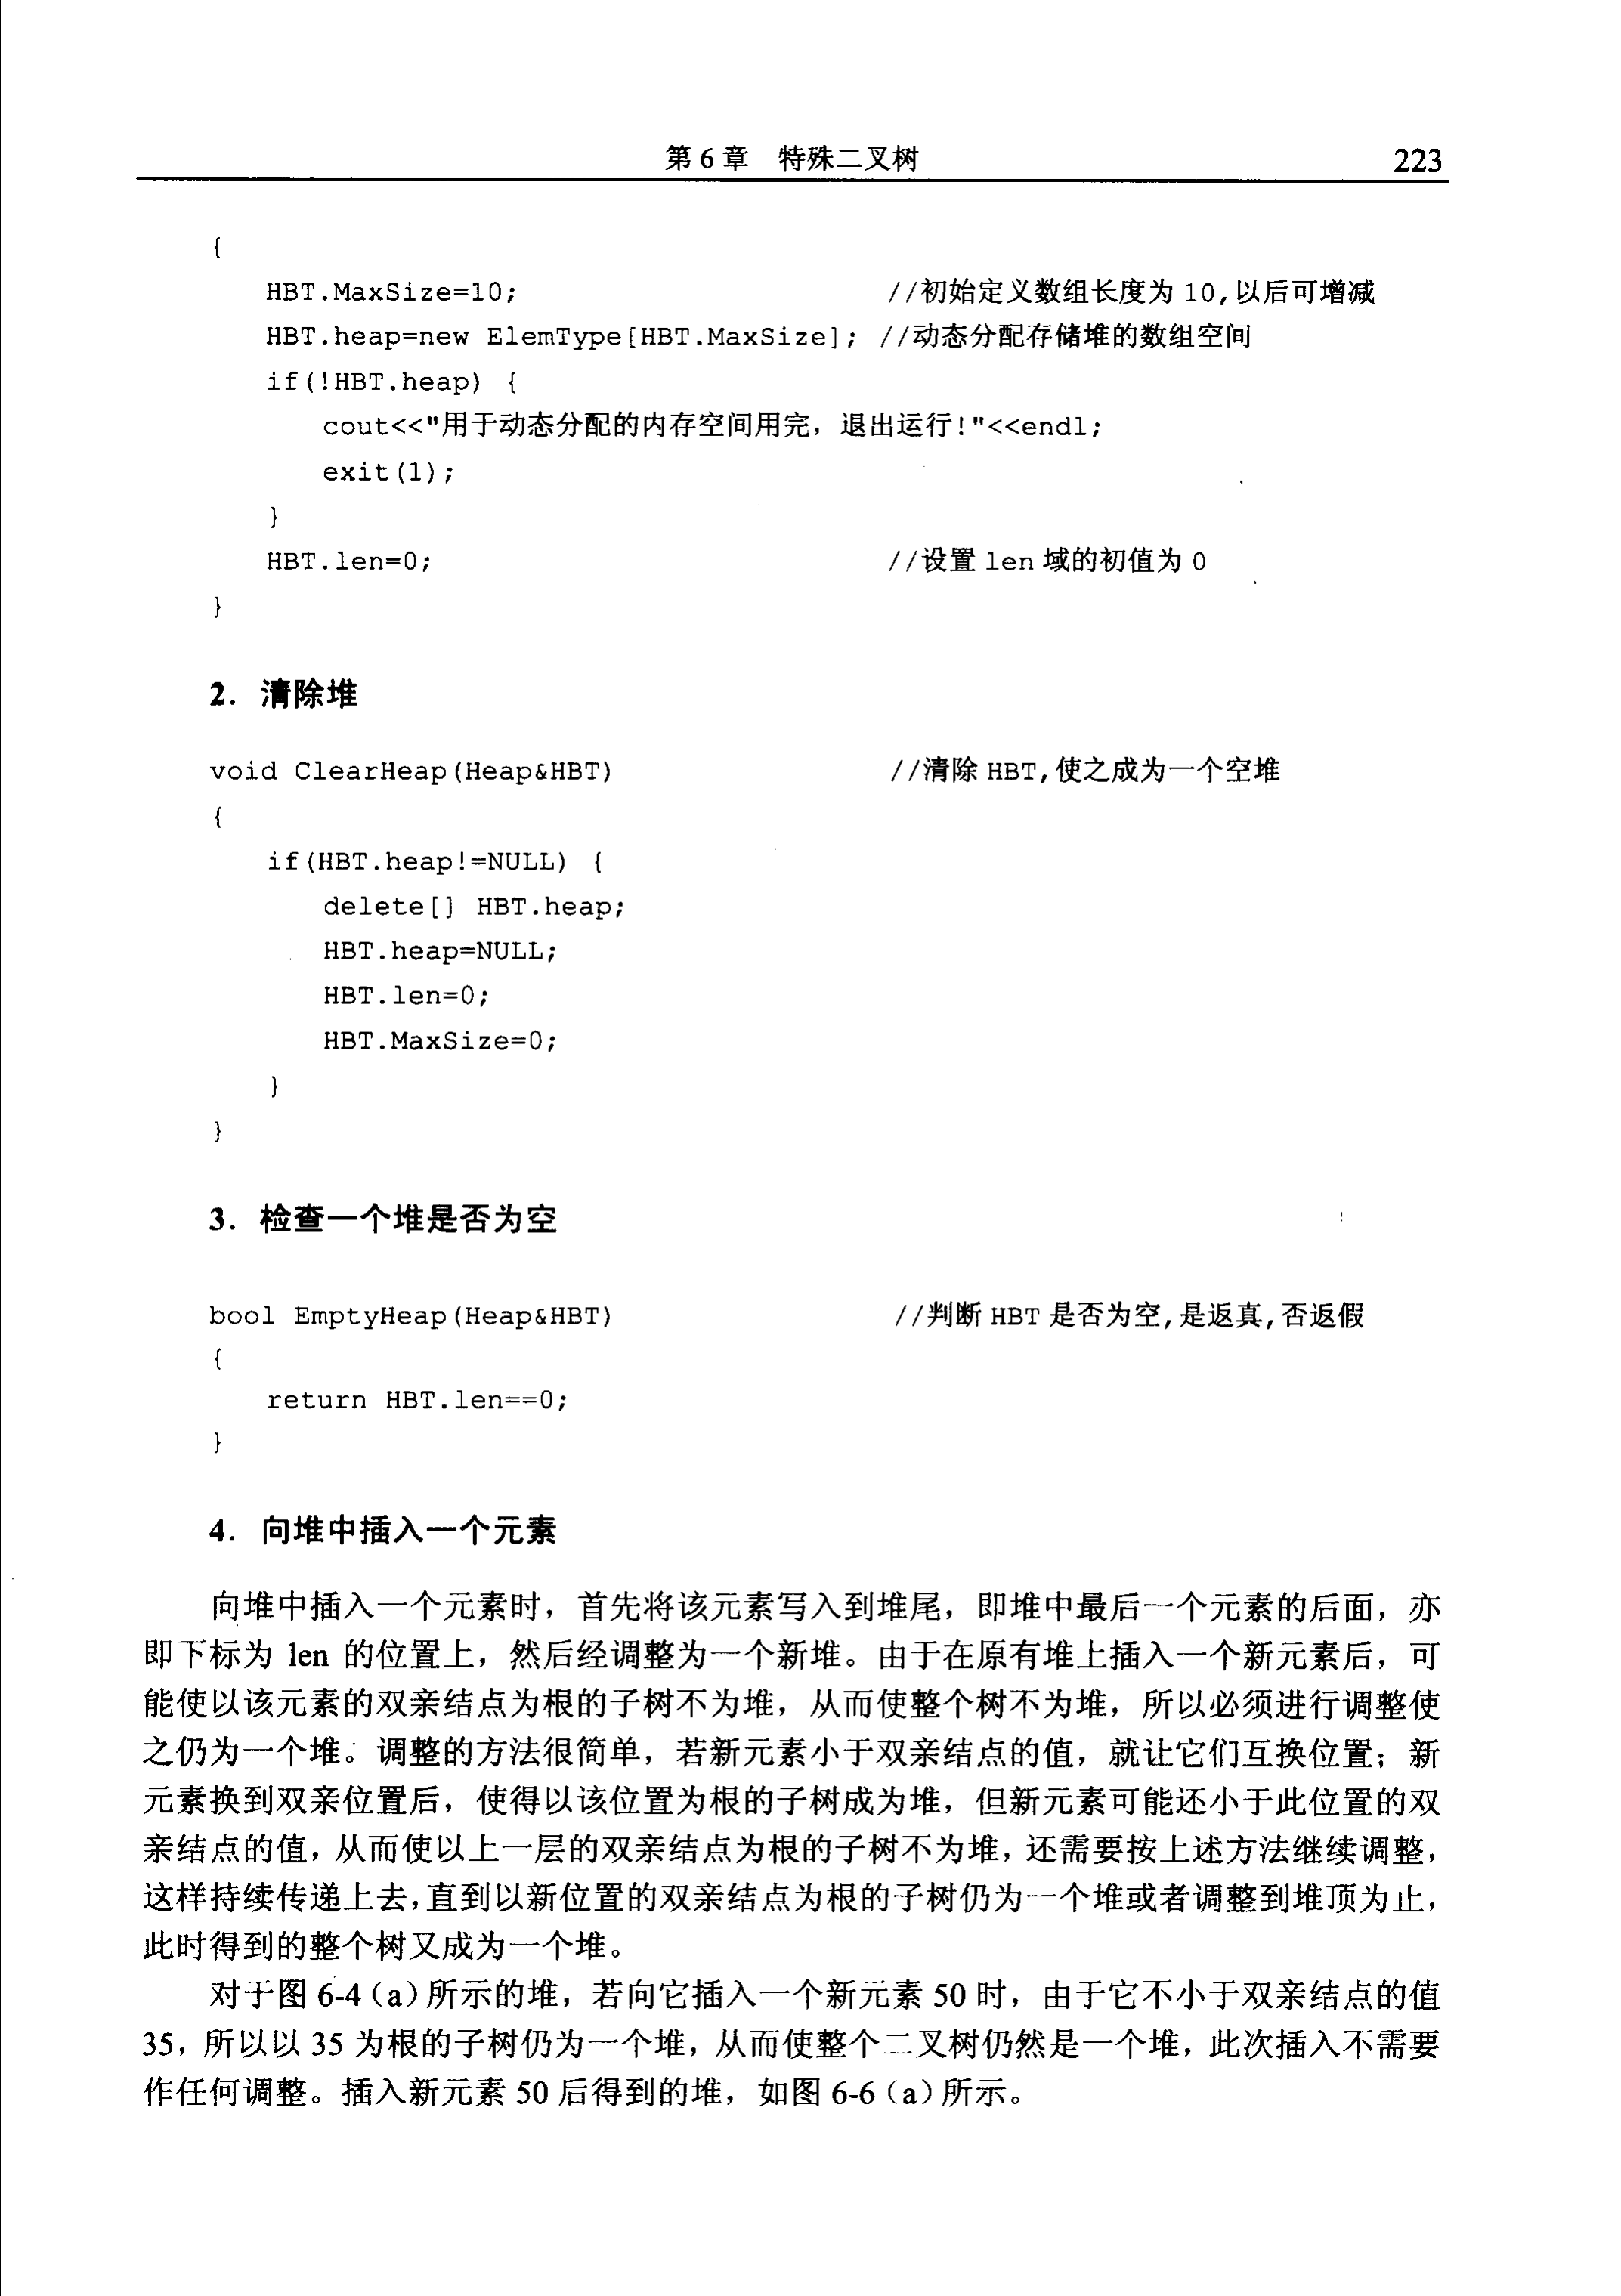 第 6 章　特殊二叉树　223
{
HBT.MaxSize=10; //初始定义数组长度为 10,以后可增减
HBT.heap=new ElemType[HBT.MaxSize]; //动态分配存储堆的数组空间
if(!HBT.heap) {
cout<<"用于动态分配的内存空间用完，退出运行!"<<endl;
exit(1);
}
HBT.len=0; //设置 len 域的初值为 0
}
2．清除堆
void ClearHeap(Heap&HBT) //清除 HBT,使之成为一个空堆
{
if(HBT.heap!=NULL) {
delete[] HBT.heap;
HBT.heap=NULL;
HBT.len=0;
HBT.MaxSize=0;
}
}
3．检查一个堆是否为空
bool EmptyHeap(Heap&HBT) //判断 HBT 是否为空,是返真,否返假
{
return HBT.len==0;
}
4．向堆中插入一个元素
向堆中插入一个元素时，首先将该元素写入到堆尾，即堆中最后一个元素的后面，亦
即下标为 len 的位置上，然后经调整为一个新堆。由于在原有堆上插入一个新元素后，可
能使以该元素的双亲结点为根的子树不为堆，从而使整个树不为堆，所以必须进行调整使
之仍为一个堆。调整的方法很简单，若新元素小于双亲结点的值，就让它们互换位置；新
元素换到双亲位置后，使得以该位置为根的子树成为堆，但新元素可能还小于此位置的双
亲结点的值，从而使以上一层的双亲结点为根的子树不为堆，还需要按上述方法继续调整，
这样持续传递上去，直到以新位置的双亲结点为根的子树仍为一个堆或者调整到堆顶为止，
此时得到的整个树又成为一个堆。
对于图 6-4（a）所示的堆，若向它插入一个新元素 50 时，由于它不小于双亲结点的值
35，所以以 35 为根的子树仍为一个堆，从而使整个二叉树仍然是一个堆，此次插入不需要
作任何调整。插入新元素 50 后得到的堆，如图 6-6（a）所示。